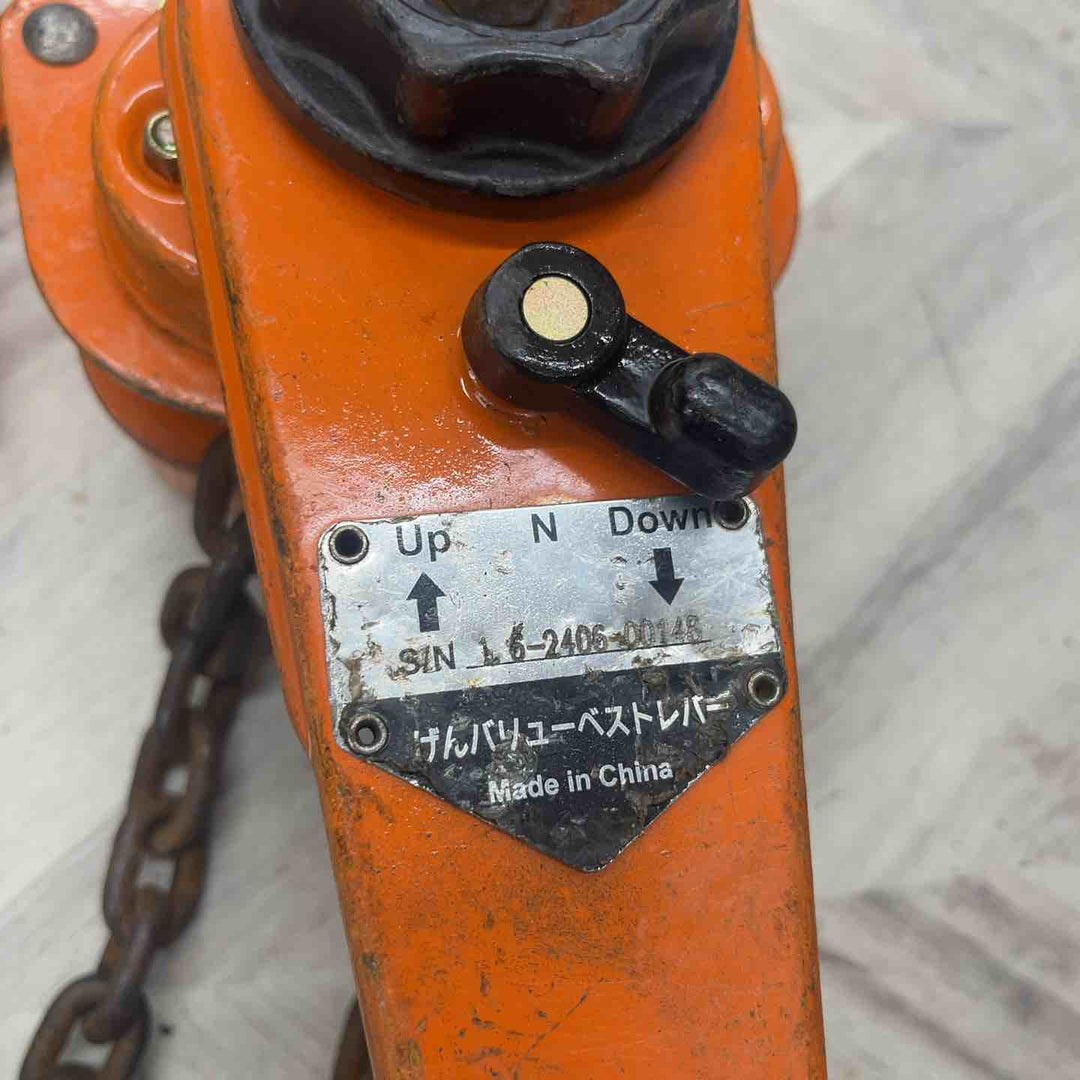 Up N Down
S/N 1.6-2406-00148
げんバリューベストレバー
Made in China